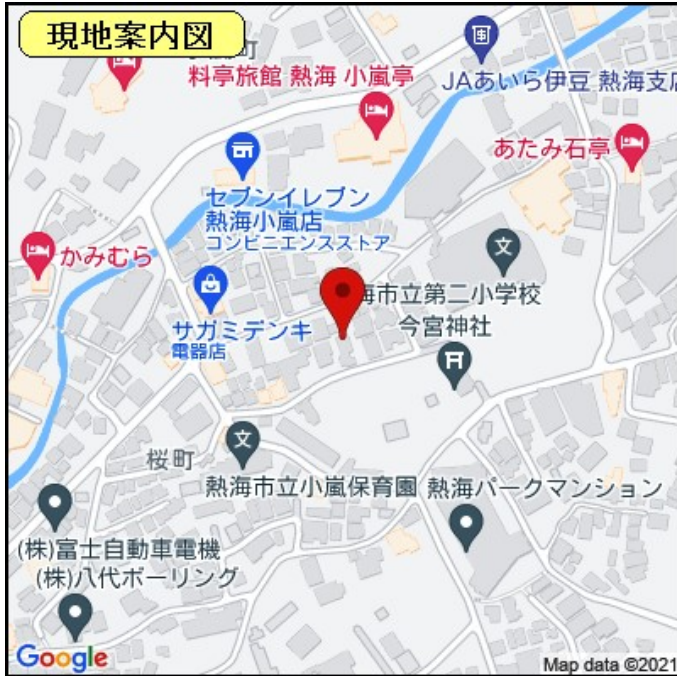 現地案内図
町
料亭旅館 熱海 小嵐亭
JAあいら伊豆 熱海支店
あたみ石亭
セブンイレブン
熱海小嵐店
コンビニエンスストア
かみむら
海市立第二小学校
今宮神社
サガミデンキ
電器店
桜町
熱海市立小嵐保育園
熱海パークマンション
(株)富士自動車電機
(株)八代ボーリング
Google
Map data ©2021